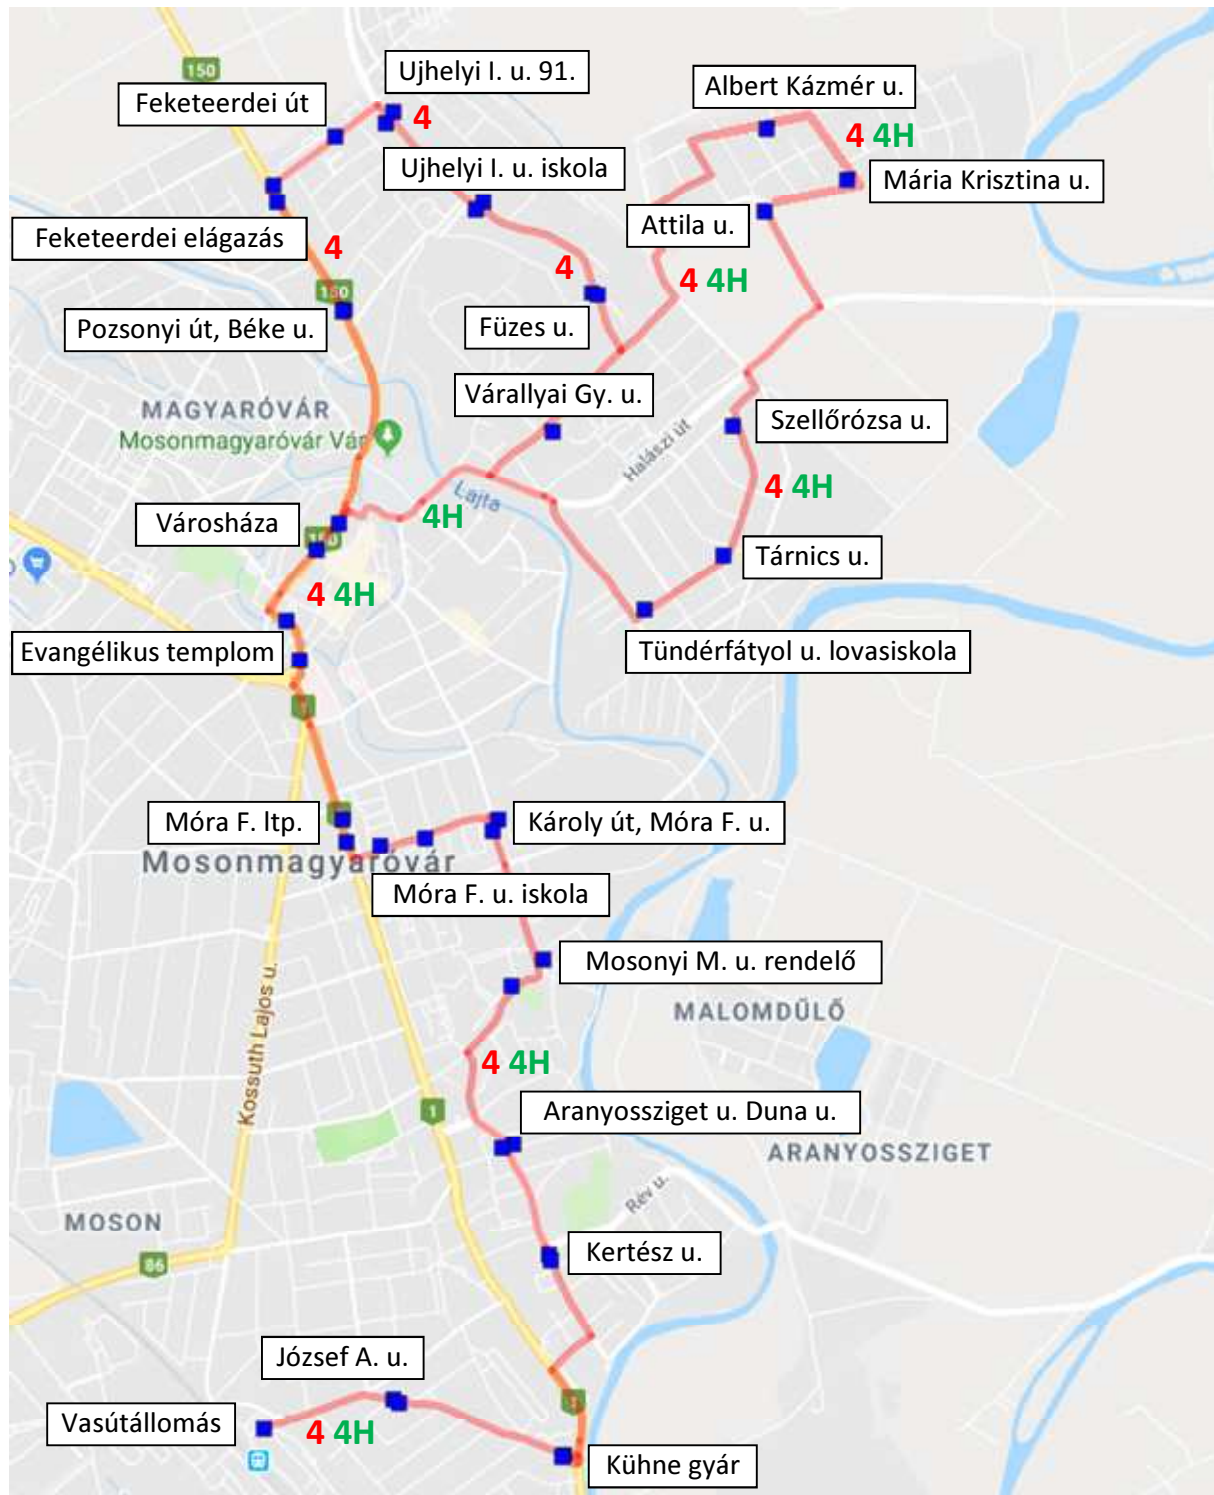 150
Ujhelyi I. u. 91.
Feketeerdei út
4
Albert Kázmér u.
4 4H
Ujhelyi I. u. iskola
Mária Krisztina u.
Attila u.
Feketeerdei elágazás
4
4
4 4H
150
Pozsonyi út, Béke u.
Füzes u.
Várallyai Gy. u.
MAGYARÓVÁR
Mosonmagyaróvár Vár
Szellőrózsa u.
Halászi út
4 4H
Lajta
4H
Városháza
150
Tárnics u.
4 4H
Evangélikus templom
Tündérfátyol u. lovasiskola
Móra F. ltp.
Károly út, Móra F. u.
Mosonmagyaróvár
Móra F. u. iskola
Mosonyi M. u. rendelő
MALOMDŰLŐ
Kossuth Lajos u.
4 4H
1
Aranyossziget u. Duna u.
ARANYOSSZIGET
Rév u.
MOSON
Kertész u.
86
József A. u.
Vasútállomás
4 4H
Kühne gyár